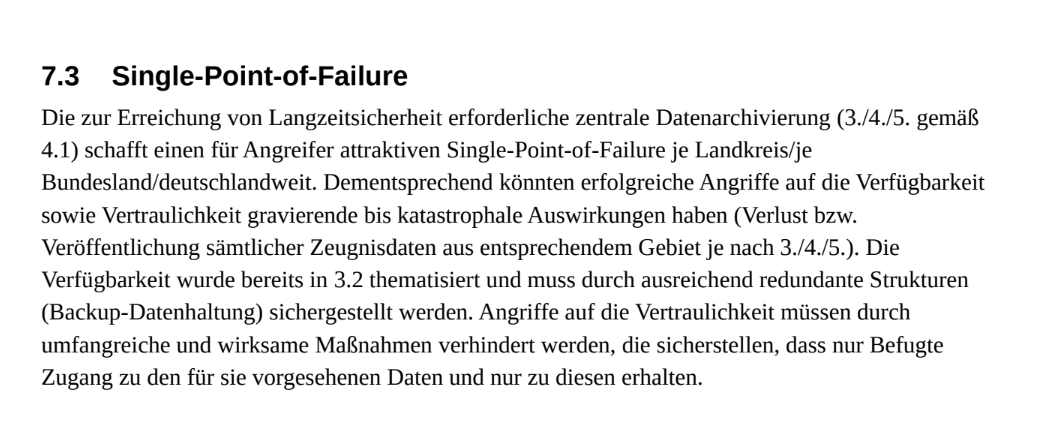 7.3 Single-Point-of-Failure
Die zur Erreichung von Langzeitsicherheit erforderliche zentrale Datenarchivierung (3./4./5. gemäß
4.1) schafft einen für Angreifer attraktiven Single-Point-of-Failure je Landkreis/je
Bundesland/deutschlandweit. Dementsprechend könnten erfolgreiche Angriffe auf die Verfügbarkeit
sowie Vertraulichkeit gravierende bis katastrophale Auswirkungen haben (Verlust bzw.
Veröffentlichung sämtlicher Zeugnisdaten aus entsprechendem Gebiet je nach 3./4./5.). Die
Verfügbarkeit wurde bereits in 3.2 thematisiert und muss durch ausreichend redundante Strukturen
(Backup-Datenhaltung) sichergestellt werden. Angriffe auf die Vertraulichkeit müssen durch
umfangreiche und wirksame Maßnahmen verhindert werden, die sicherstellen, dass nur Befugte
Zugang zu den für sie vorgesehenen Daten und nur zu diesen erhalten.